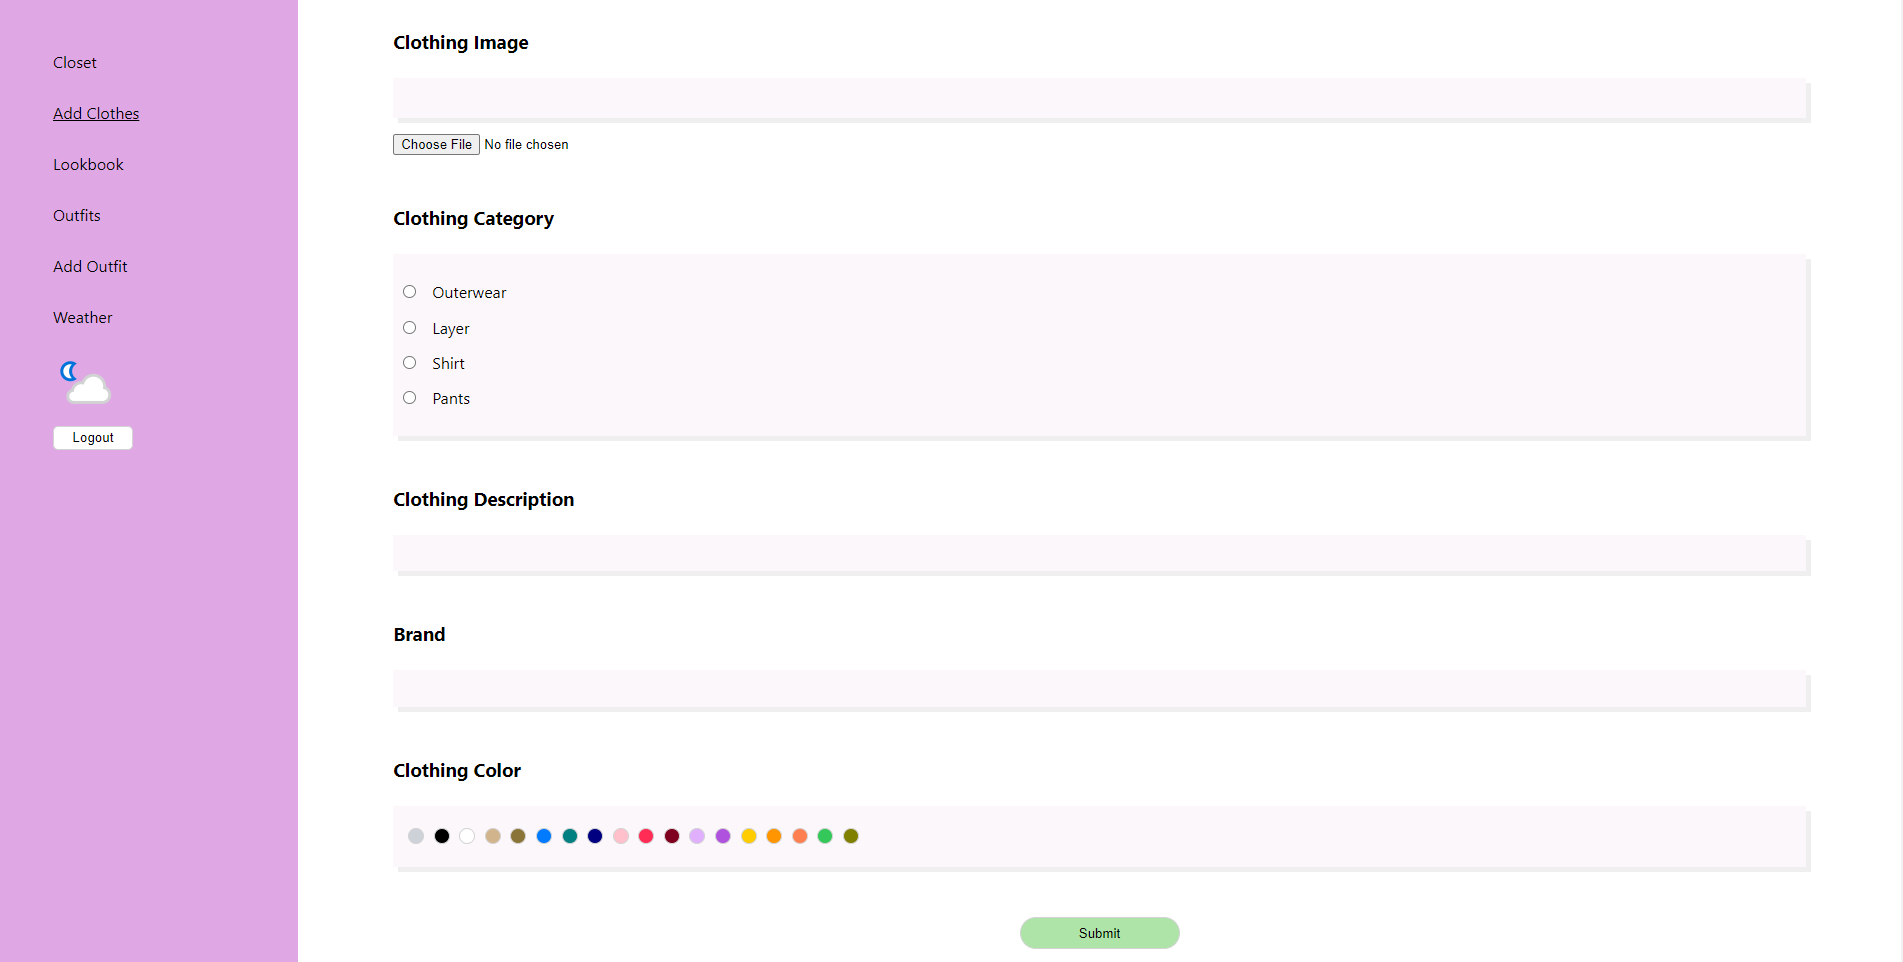 Closet
Add Clothes
Lookbook
Outfits
Add Outfit
Weather
Logout
Clothing Image
Choose File No file chosen
Clothing Category
Outerwear
Layer
Shirt
Pants
Clothing Description
Brand
Clothing Color
Submit